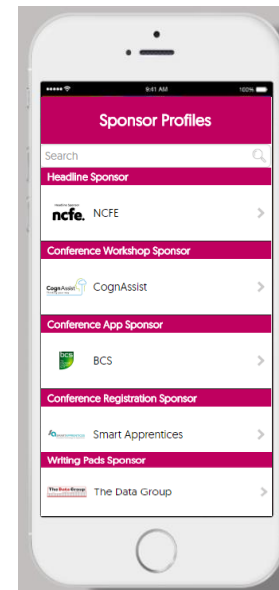 9:41 AM
100%
Sponsor Profiles
Search
Headline Sponsor
ncfe. NCFE
Conference Workshop Sponsor
CognAssist CognAssist
Conference App Sponsor
bcs BCS
Conference Registration Sponsor
Smart Apprentices
Writing Pads Sponsor
The Data Group The Data Group